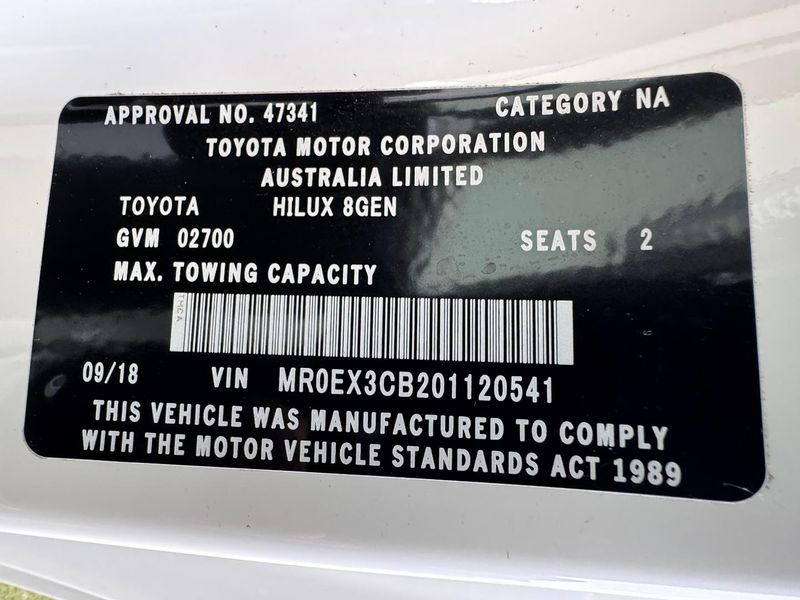 APPROVAL NO. 47341 CATEGORY NA
TOYOTA MOTOR CORPORATION
AUSTRALIA LIMITED
TOYOTA HILUX 8GEN
GVM 02700 SEATS 2
MAX. TOWING CAPACITY
TMCA
09/18 VIN MR0EX3CB201120541
THIS VEHICLE WAS MANUFACTURED TO COMPLY
WITH THE MOTOR VEHICLE STANDARDS ACT 1989